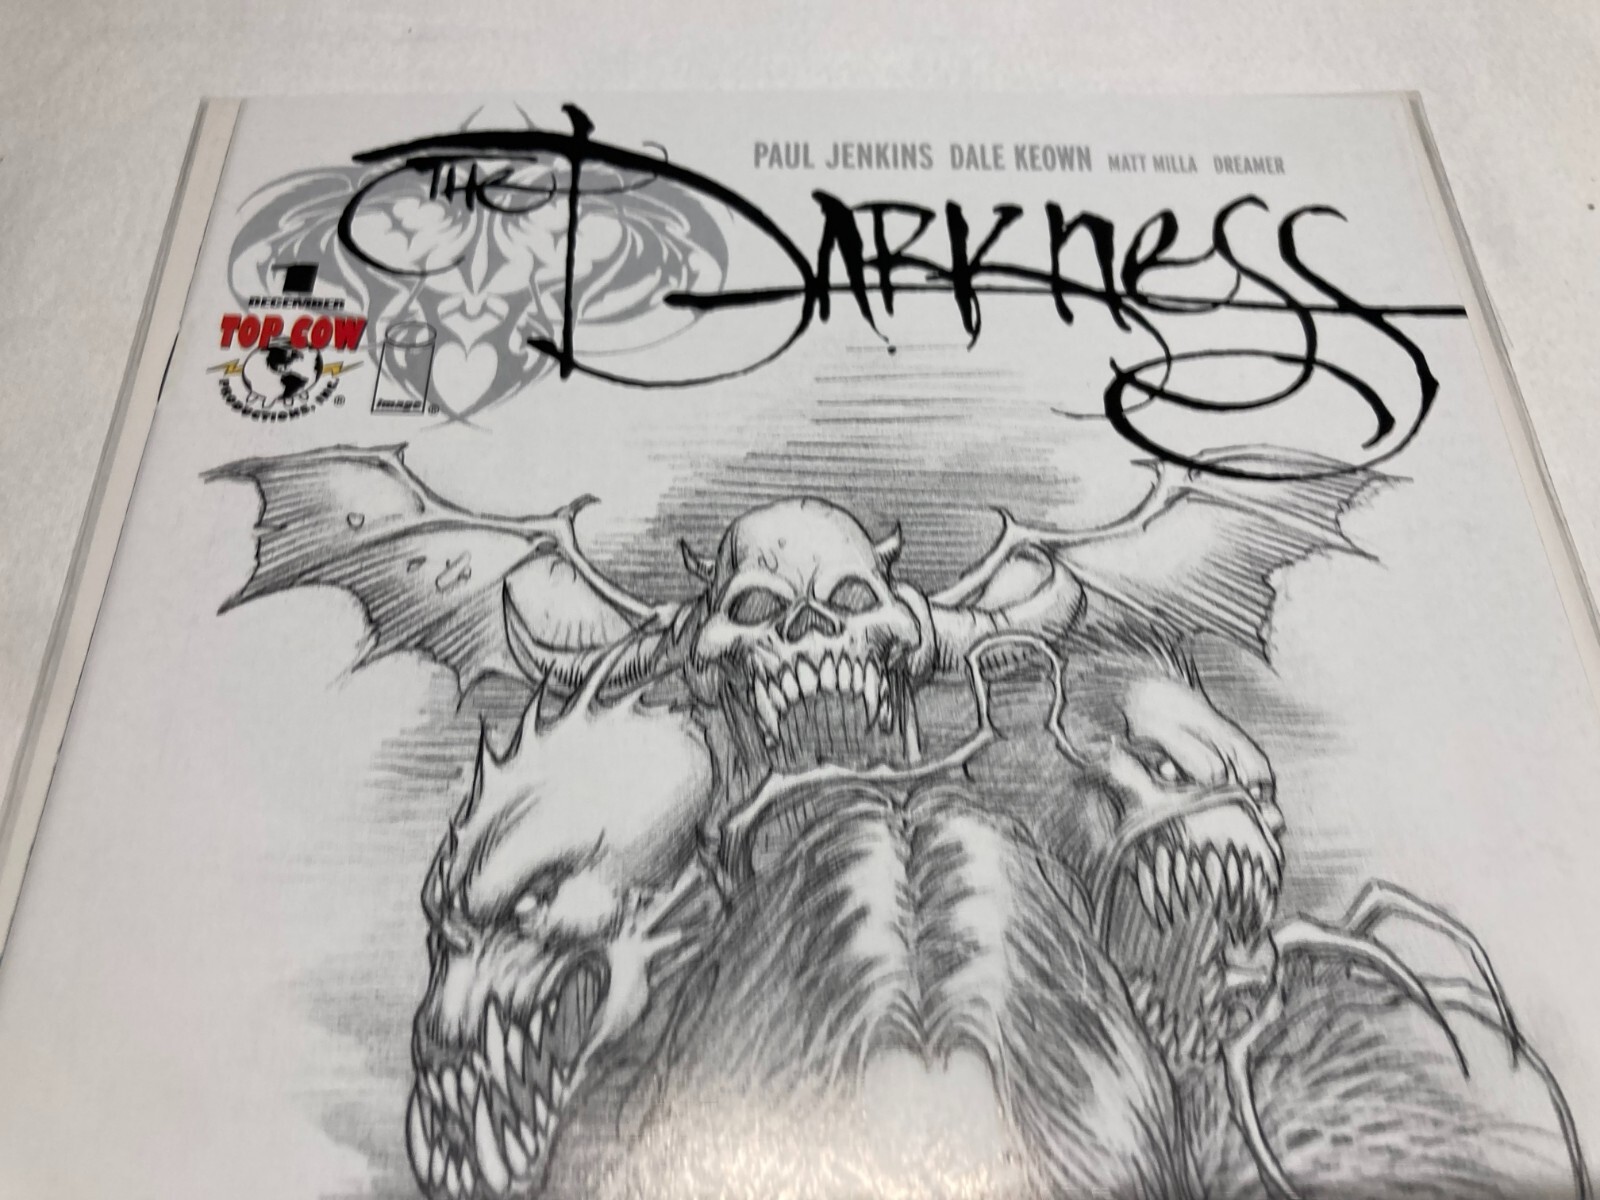 PAUL JENKINS DALE KEOWN MATT MILLA DREAMER
THE DARKNESS
1
DECEMBER
TOP COW
PRODUCTIONS, INC. ®
image ®